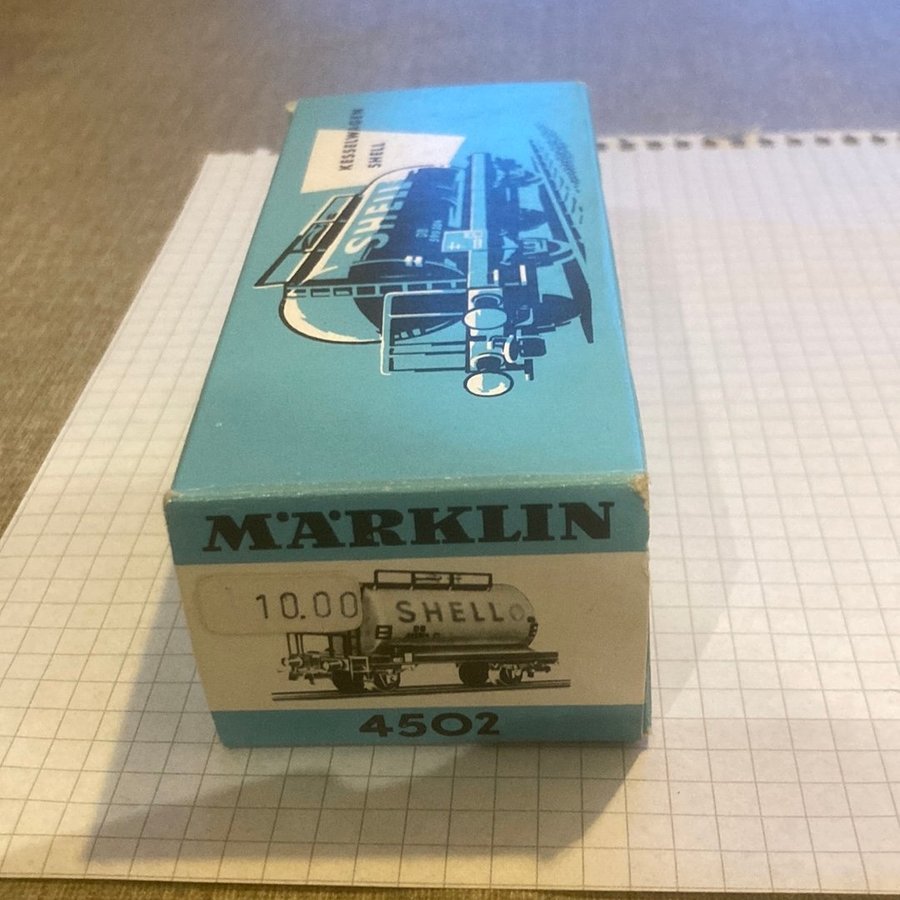 KESSELWAGEN
SHELL
SHELL
MÄRKLIN
10.00
SHELL
4502